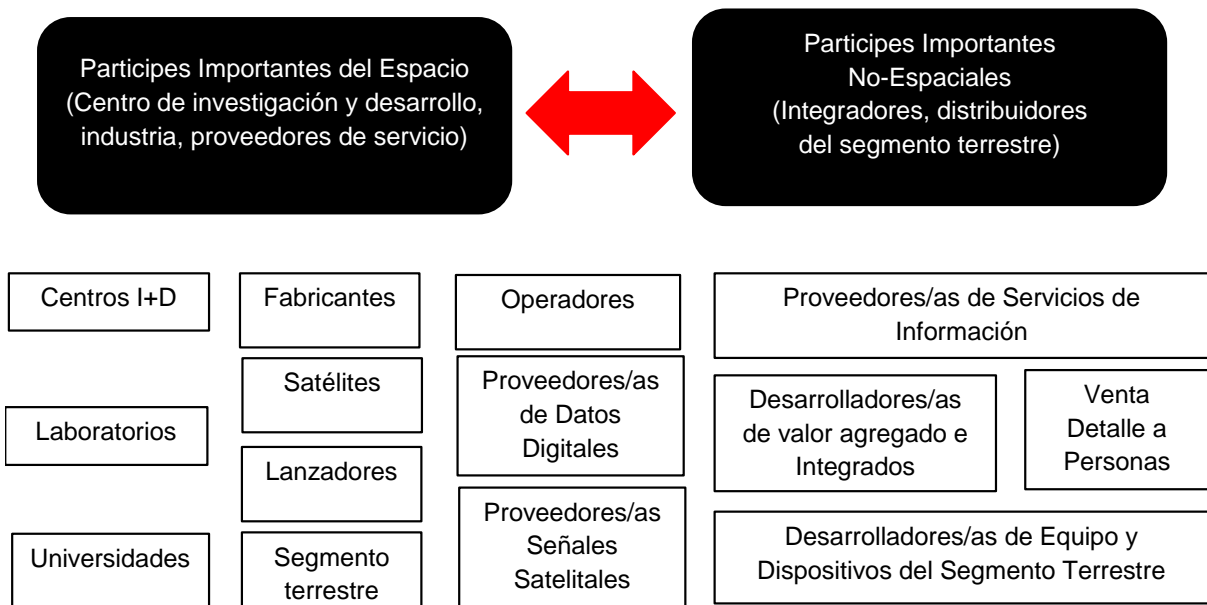 Participes Importantes del Espacio
(Centro de investigación y desarrollo,
industria, proveedores de servicio)
Participes Importantes
No-Espaciales
(Integradores, distribuidores
del segmento terrestre)
Centros I+D
Laboratorios
Universidades
Fabricantes
Satélites
Lanzadores
Segmento
terrestre
Operadores
Proveedores/as
de Datos
Digitales
Proveedores/as
Señales
Satelitales
Proveedores/as de Servicios de
Información
Desarrolladores/as
de valor agregado e
Integrados
Venta
Detalle a
Personas
Desarrolladores/as de Equipo y
Dispositivos del Segmento Terrestre